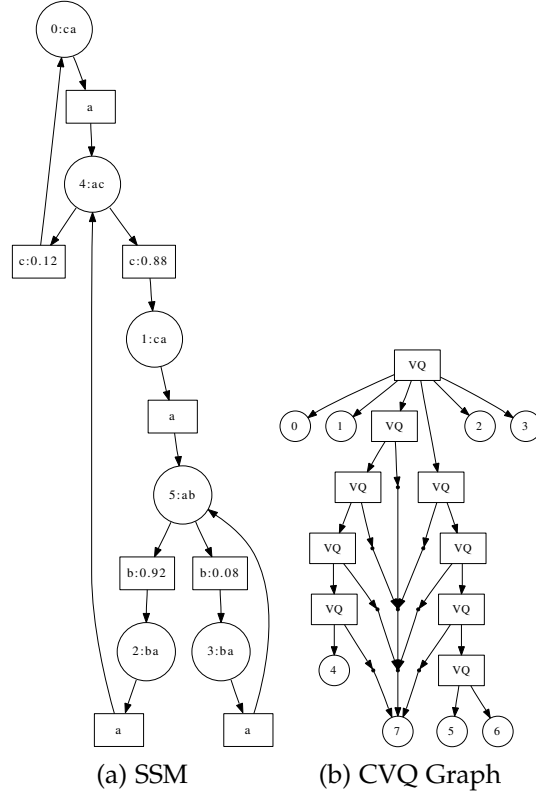 0:ca
a
4:ac
c:0.12
c:0.88
1:ca
a
5:ab
b:0.92
b:0.08
2:ba
3:ba
a
a
(a) SSM
VQ
0
1
VQ
2
3
VQ
VQ
VQ
VQ
VQ
VQ
4
VQ
7
5
6
(b) CVQ Graph